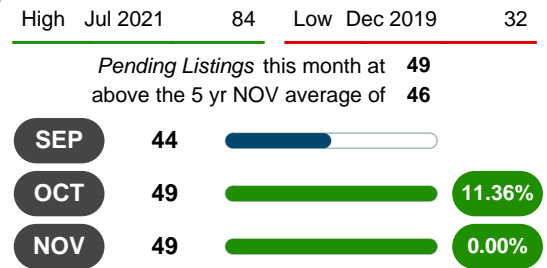 High Jul 2021 84 Low Dec 2019 32
Pending Listings this month at 49
above the 5 yr NOV average of 46
SEP 44
OCT 49 11.36%
NOV 49 0.00%